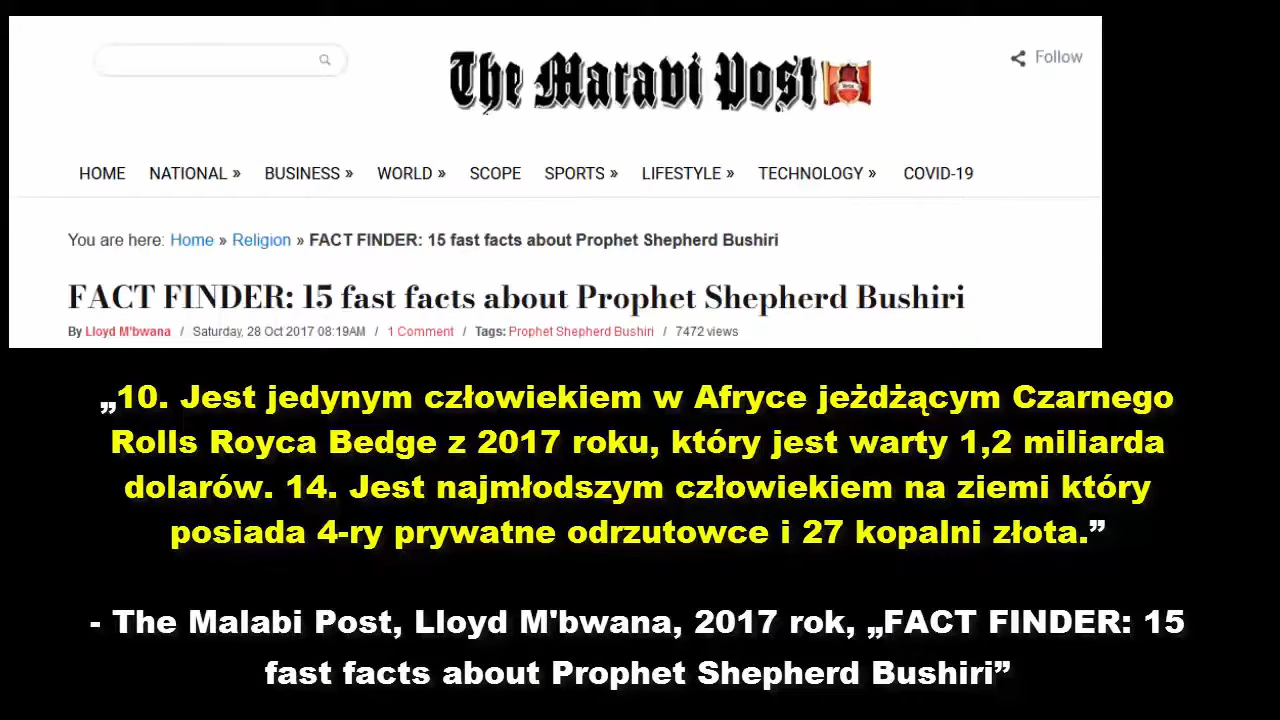 The Maravi Post
Follow
HOME NATIONAL » BUSINESS » WORLD » SCOPE SPORTS » LIFESTYLE » TECHNOLOGY » COVID-19
You are here: Home » Religion » FACT FINDER: 15 fast facts about Prophet Shepherd Bushiri
FACT FINDER: 15 fast facts about Prophet Shepherd Bushiri
By Lloyd M'bwana / Saturday, 28 Oct 2017 08:19AM / 1 Comment / Tags: Prophet Shepherd Bushiri / 7472 views
„10. Jest jedynym człowiekiem w Afryce jeżdżącym Czarnego
Rolls Royca Bedge z 2017 roku, który jest warty 1,2 miliarda
dolarów. 14. Jest najmłodszym człowiekiem na ziemi który
posiada 4-ry prywatne odrzutowce i 27 kopalni złota.”
- The Malabi Post, Lloyd M'bwana, 2017 rok, „FACT FINDER: 15
fast facts about Prophet Shepherd Bushiri”